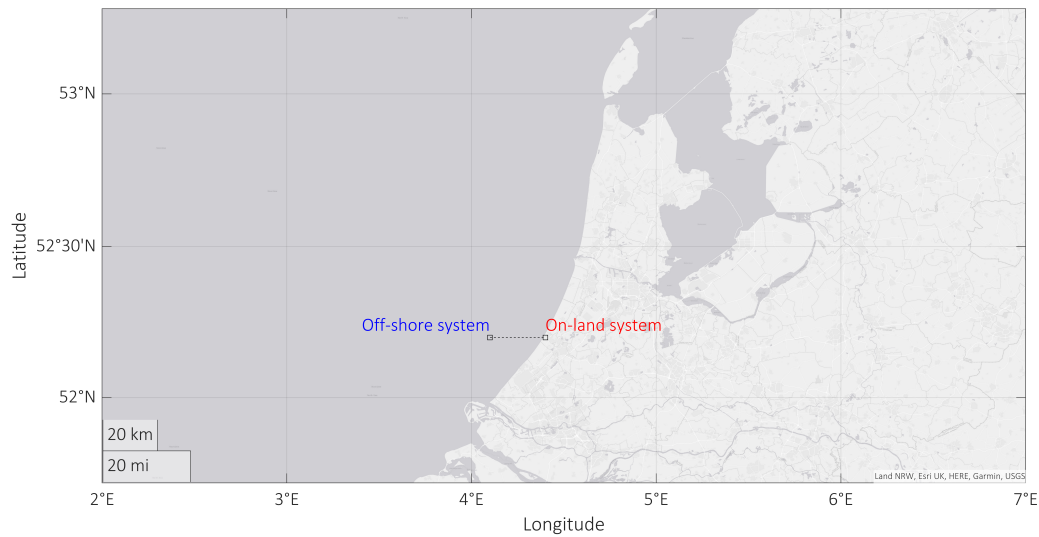 53°N
52°30'N
52°N
Latitude
Off-shore system
On-land system
20 km
20 mi
Land NRW, Esri UK, HERE, Garmin, USGS
2°E
3°E
4°E
5°E
6°E
7°E
Longitude